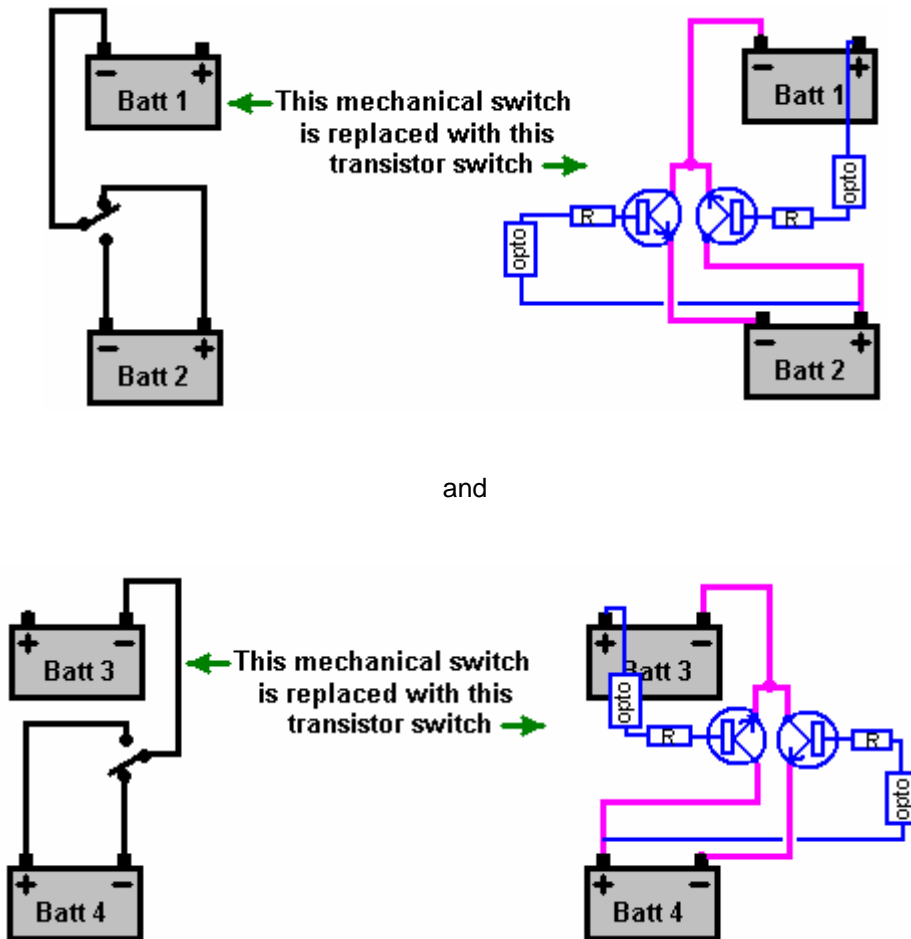 - +
Batt 1
This mechanical switch
is replaced with this
transistor switch
- +
Batt 1
opto
R
R
opto
- +
Batt 2
- +
Batt 2
and
+ -
Batt 3
This mechanical switch
is replaced with this
transistor switch
+ -
Batt 3
opto
R
R
opto
+ -
Batt 4
+ -
Batt 4